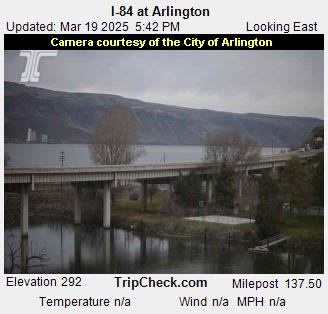 I-84 at Arlington
Updated: Mar 19 2025 5:42 PM Looking East
Camera courtesy of the City of Arlington
Elevation 292 TripCheck.com Milepost 137.50
Temperature n/a Wind n/a MPH n/a